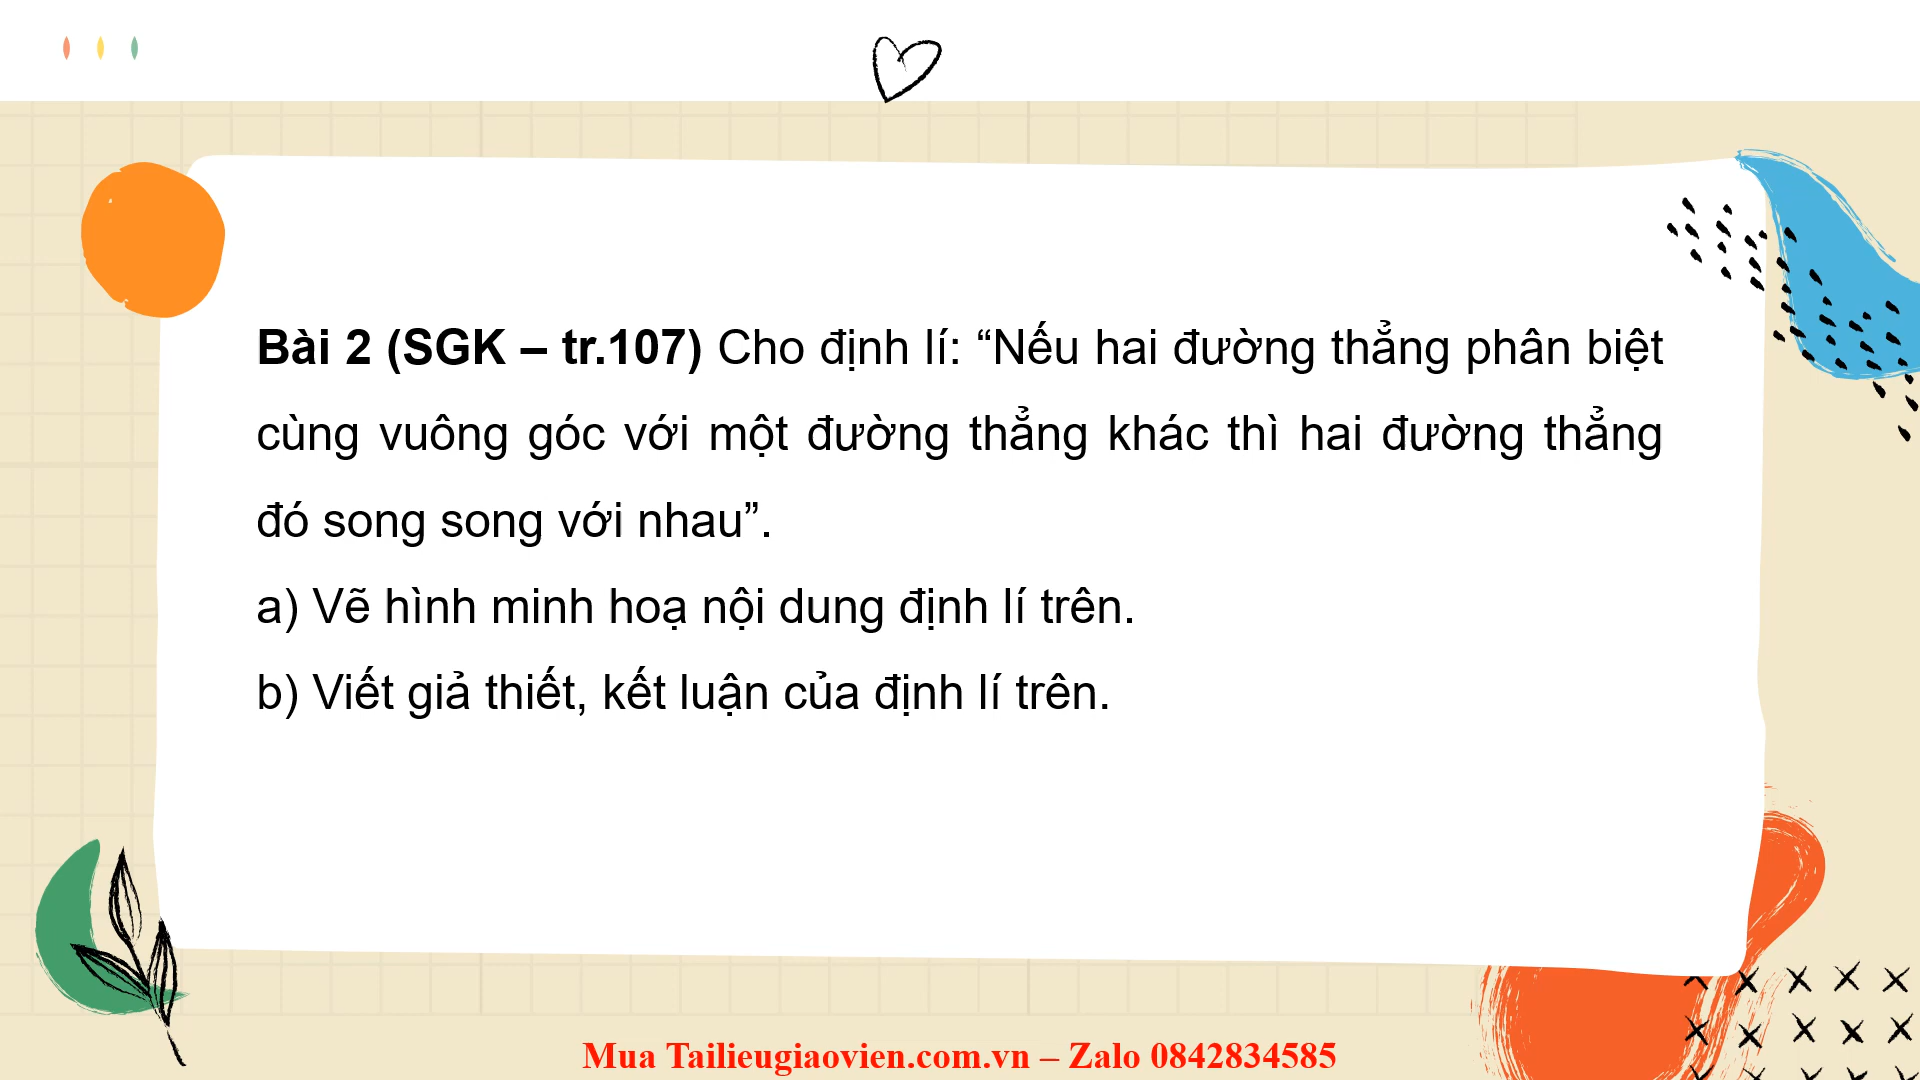 Bài 2 (SGK – tr.107) Cho định lí: “Nếu hai đường thẳng phân biệt
cùng vuông góc với một đường thẳng khác thì hai đường thẳng
đó song song với nhau”.
a) Vẽ hình minh hoạ nội dung định lí trên.
b) Viết giả thiết, kết luận của định lí trên.
Mua Tailieugiaovien.com.vn – Zalo 0842834585